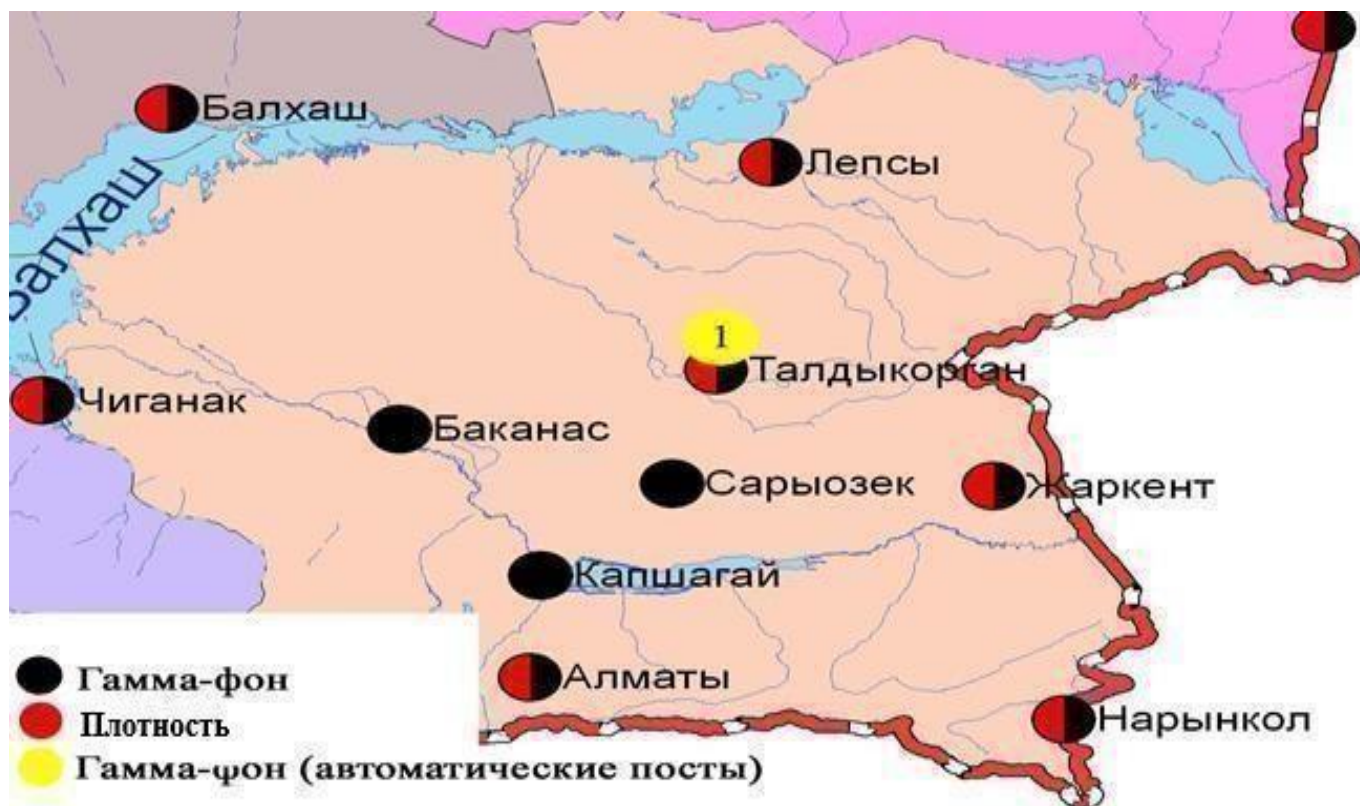 Балхаш
Балхаш
Лепсы
1
Талдыкорган
Чиганак
Баканас
Сарыозек
Жаркент
Капшагай
Алматы
Нарынкол
Гамма-фон
Плотность
Гамма-фон (автоматические посты)